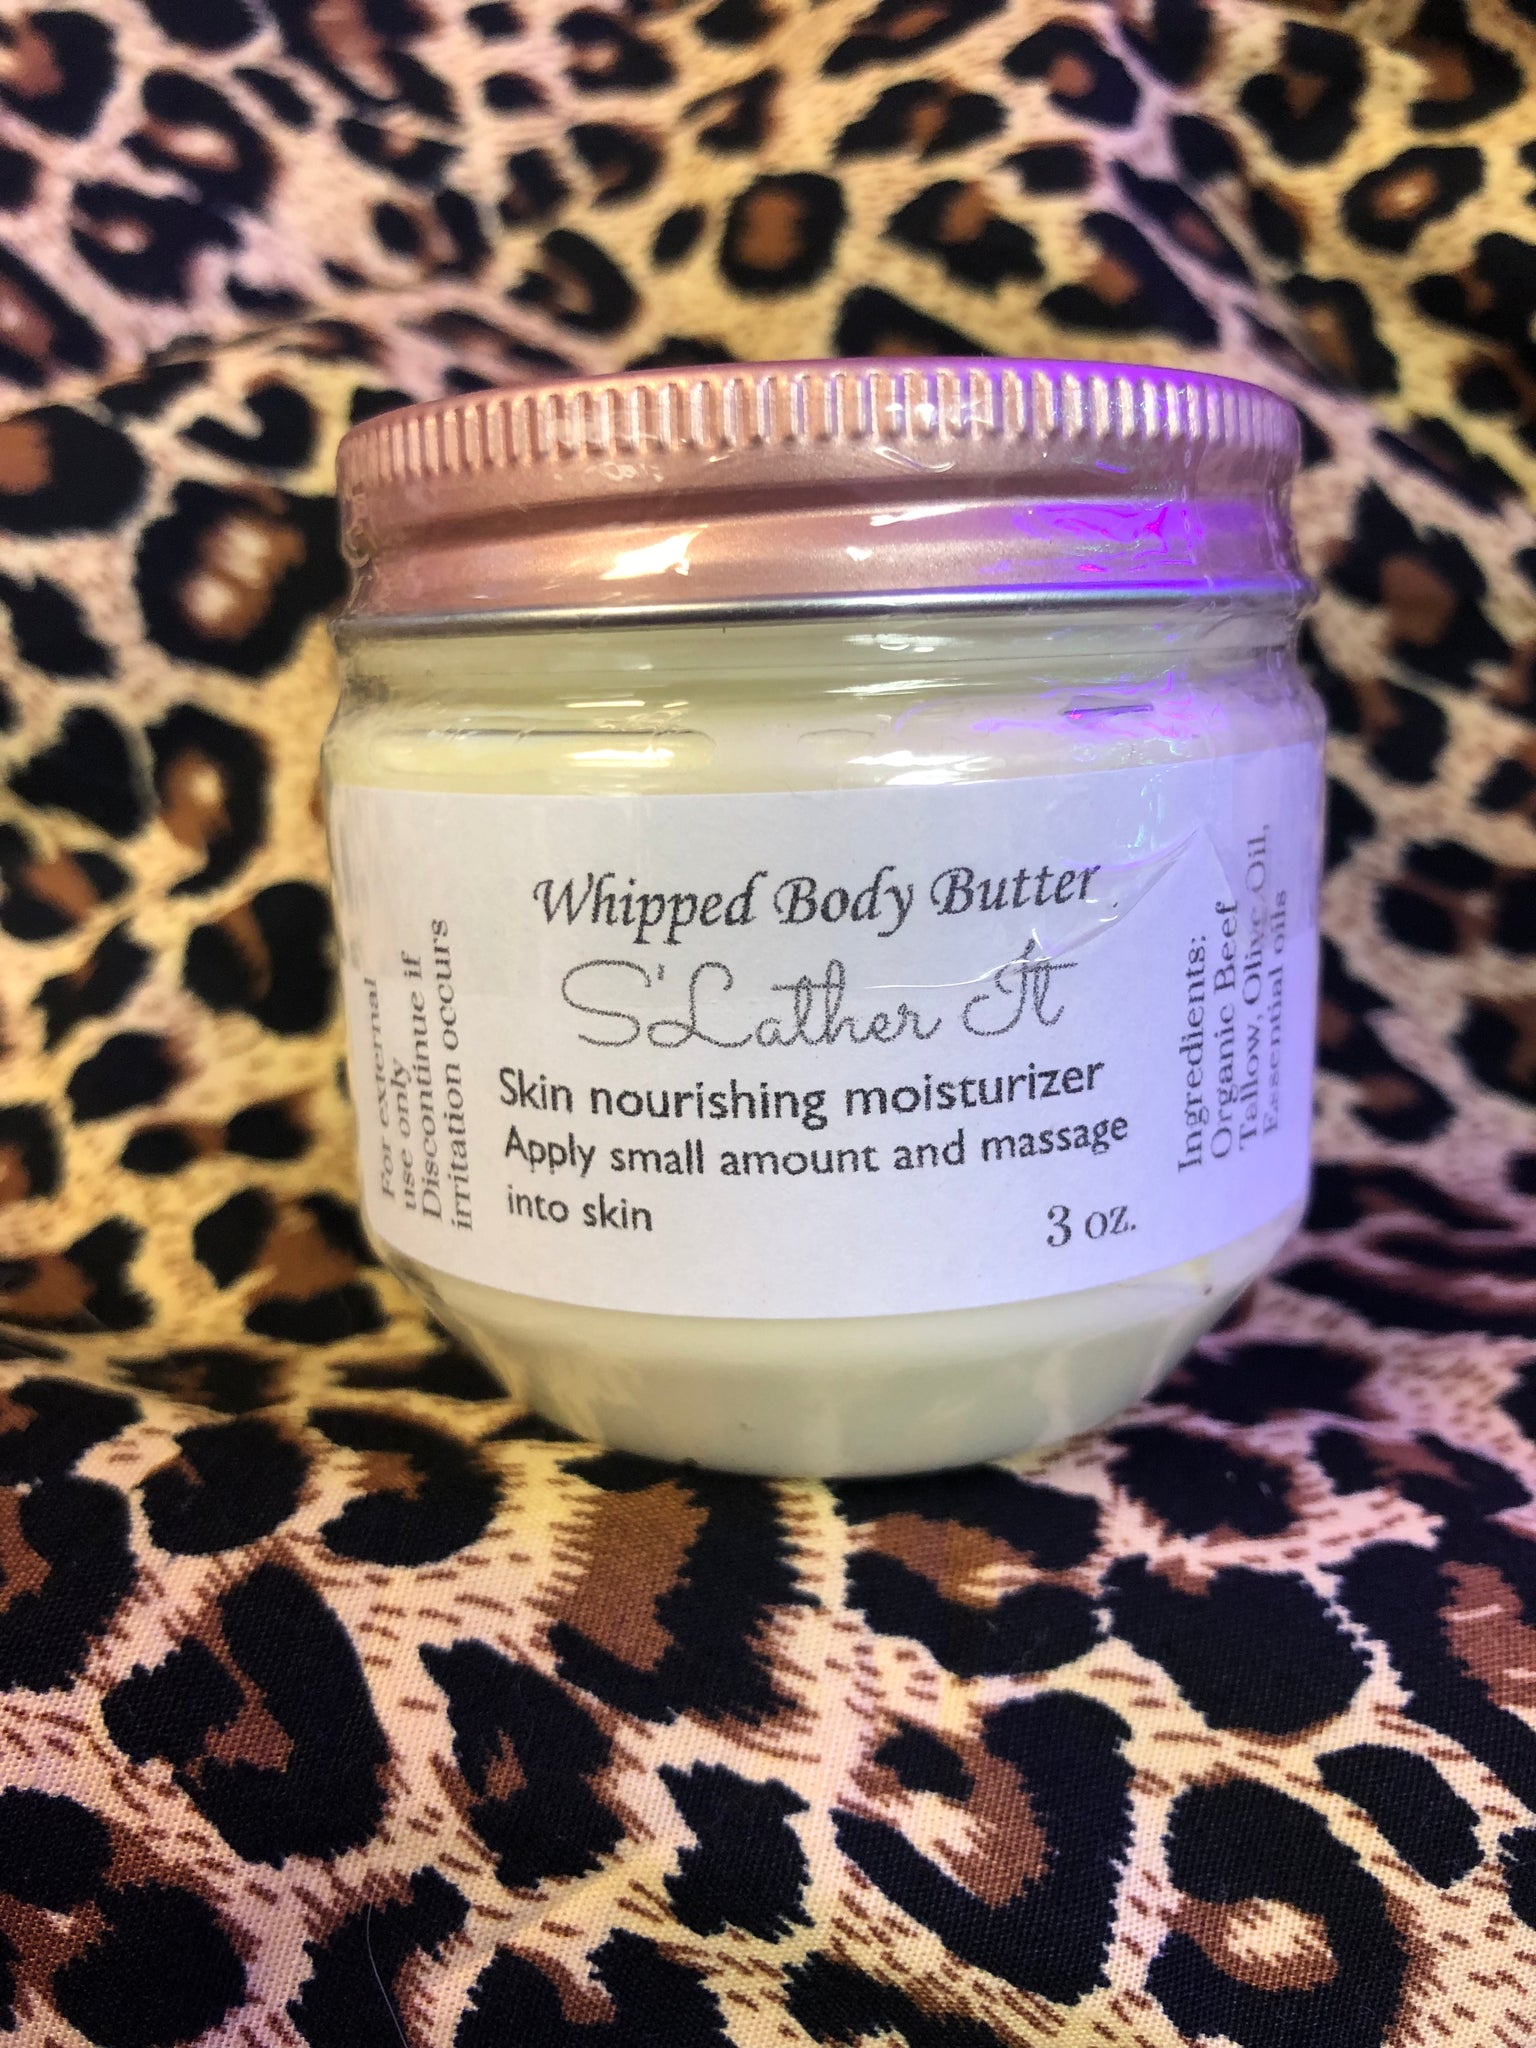 Whipped Body Butter
S'Lather It
Skin nourishing moisturizer
Apply small amount and massage
into skin
3 oz.
For external
use only
Discontinue if
irritation occurs
Ingredients:
Organic Beef
Tallow, Olive Oil,
Essential oils